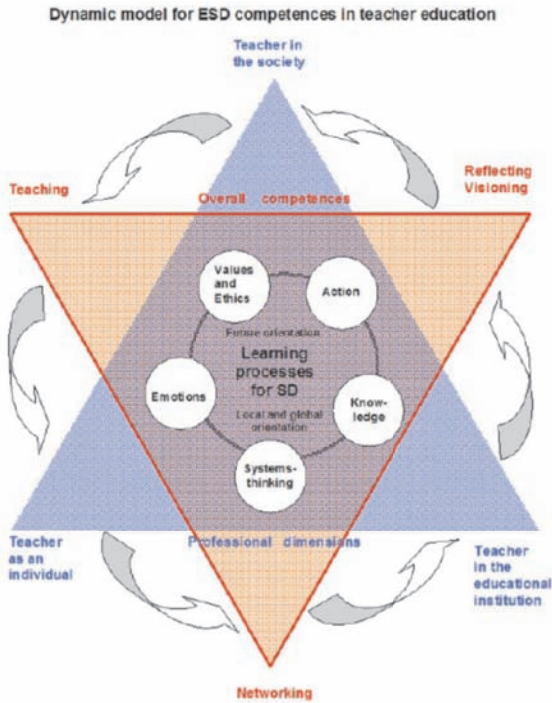 Dynamic model for ESD competences in teacher education
Teacher in
the society
Teaching
Reflecting
Visioning
Overall competences
Values
and
Ethics
Action
Future orientation
Learning
processes
for SD
Emotions
Know-
ledge
Local and global
orientation
Systems-
thinking
Teacher
as an
individual
Professional dimensions
Teacher
in the
educational
institution
Networking